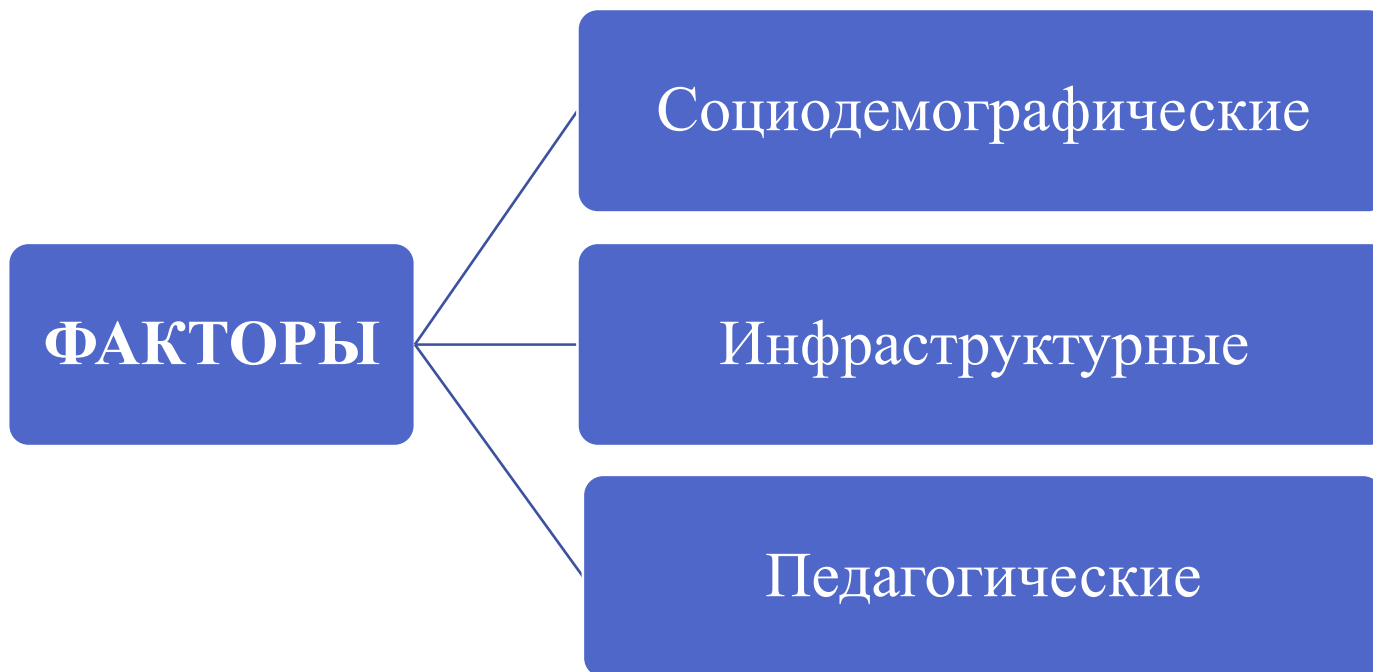 Социодемографические
ФАКТОРЫ
Инфраструктурные
Педагогические